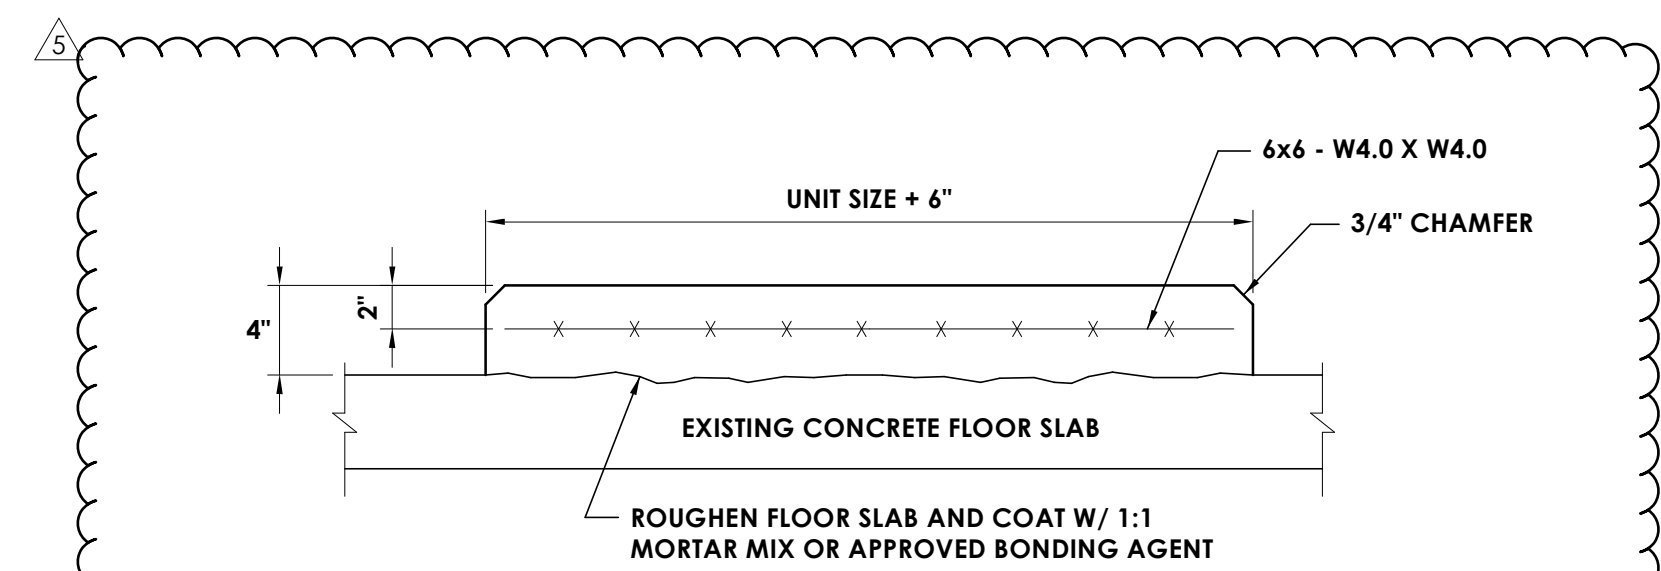 5
6x6 - W4.0 X W4.0
UNIT SIZE + 6"
3/4" CHAMFER
4"
2"
EXISTING CONCRETE FLOOR SLAB
ROUGHEN FLOOR SLAB AND COAT W/ 1:1
MORTAR MIX OR APPROVED BONDING AGENT